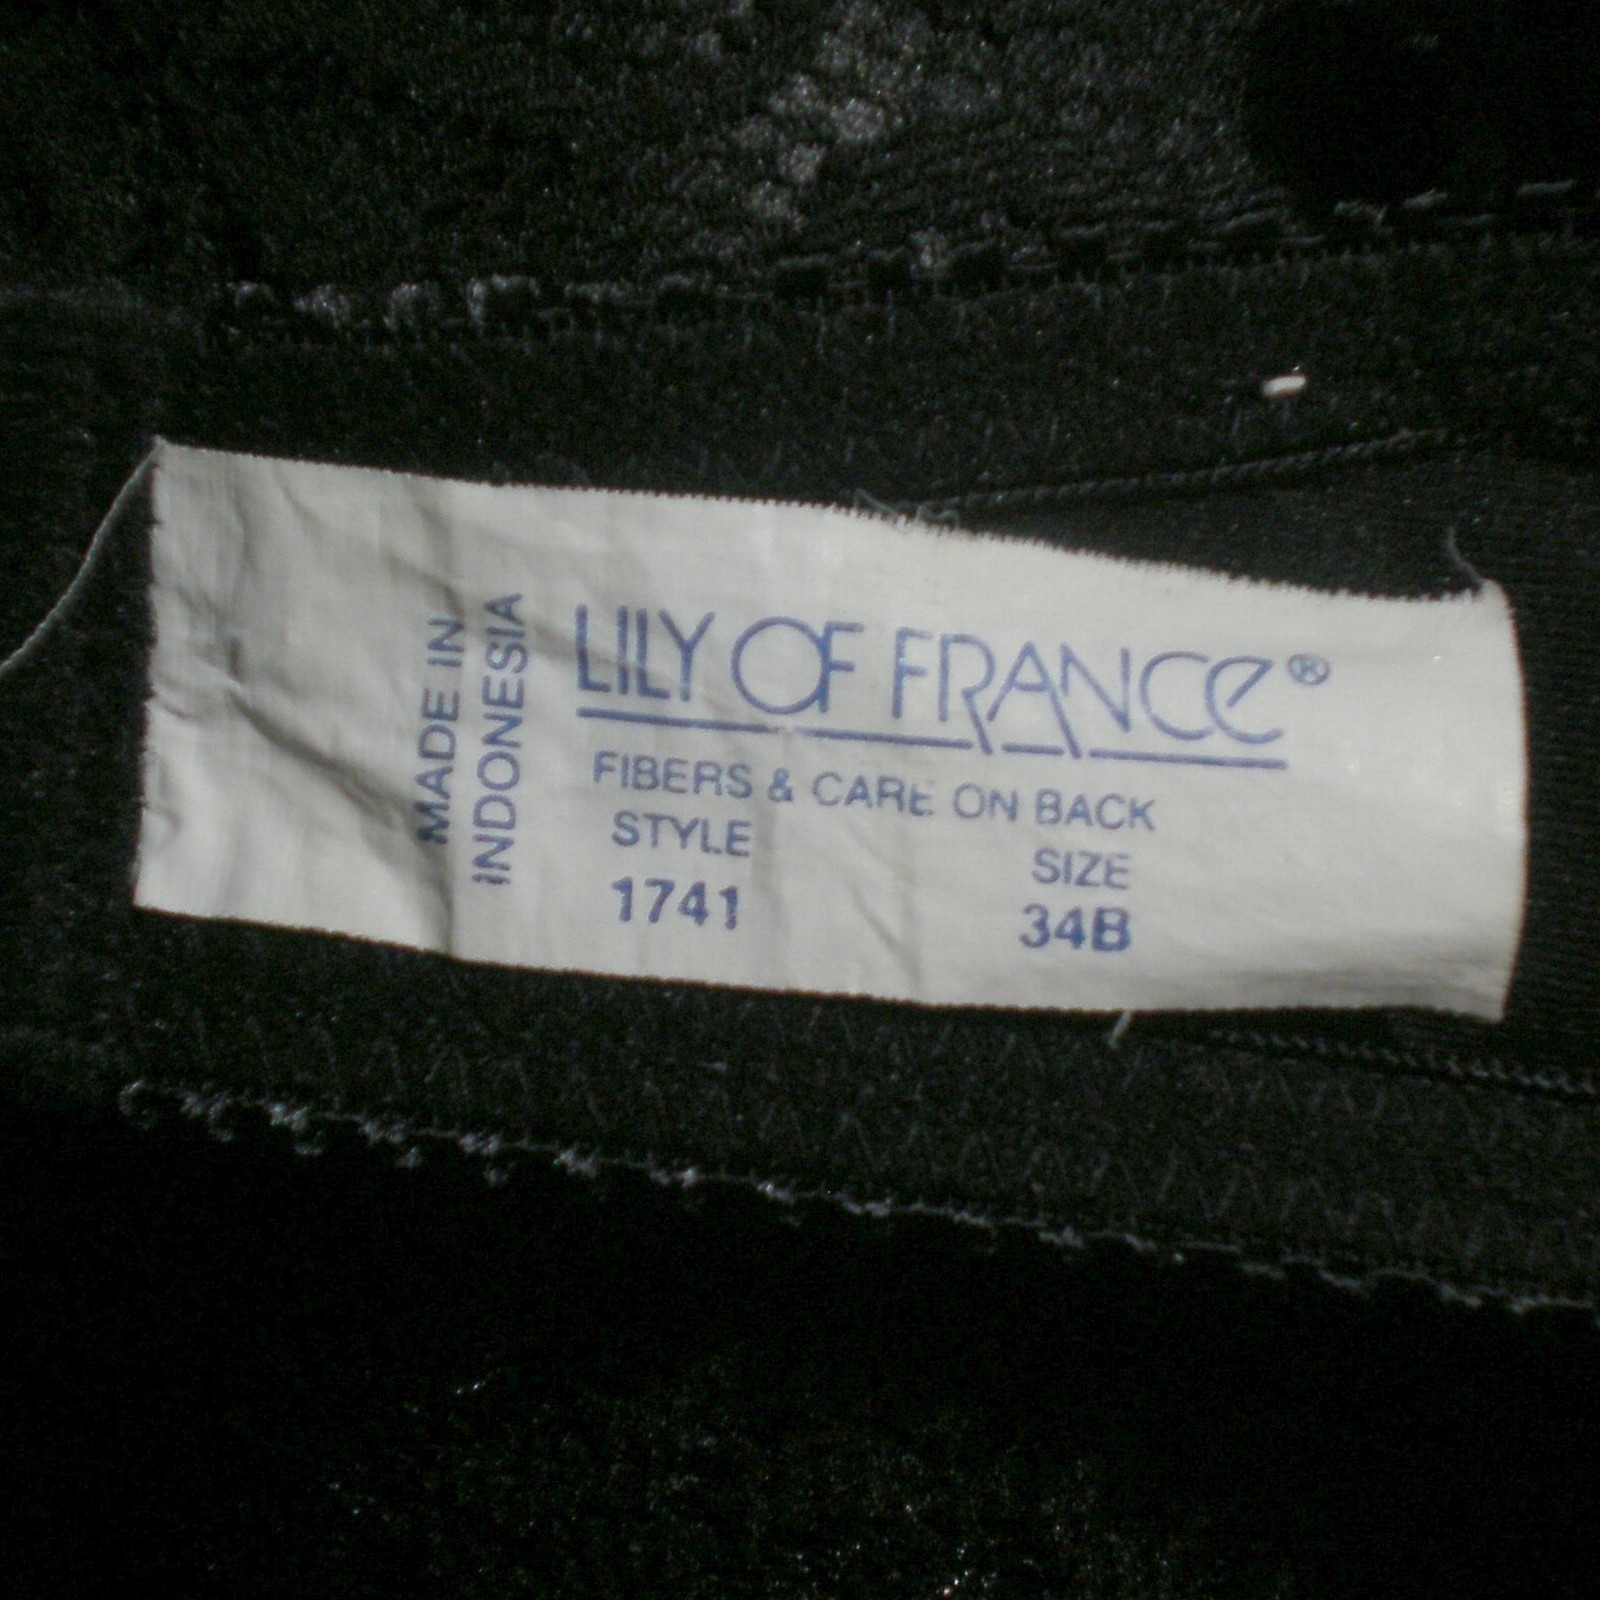 MADE IN
INDONESIA
LILY OF FRANCE®
FIBERS & CARE ON BACK
STYLE SIZE
1741 34B